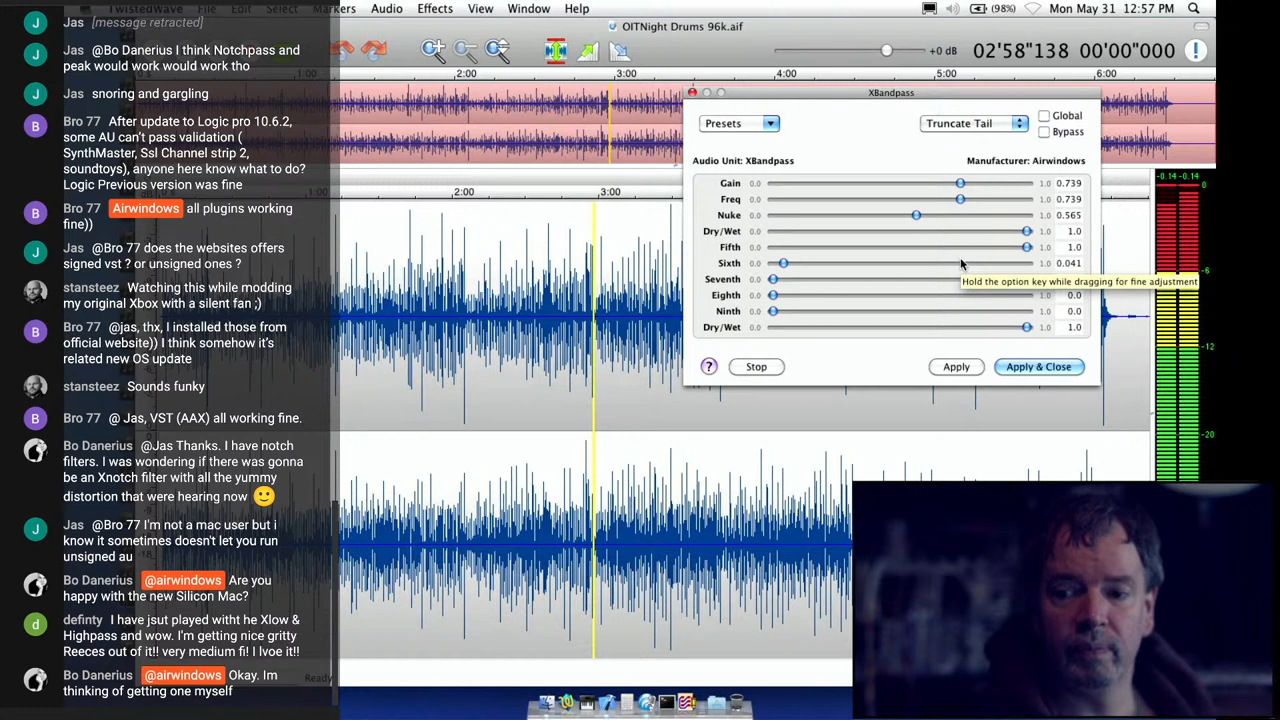 TwistedWave File Edit Select Markers Audio Effects View Window Help (98%) Mon May 31 12:57 PM
OITNight Drums 96k.aif
+0 dB 02'58"138 00'00"000
1:00 2:00 3:00 4:00 5:00 6:00
1:00 2:00 3:00
Jas [message retracted]
Jas @Bo Danerius I think Notchpass and
peak would work would work tho
Jas snoring and gargling
Bro 77 After update to Logic pro 10.6.2,
some AU can't pass validation (
SynthMaster, Ssl Channel strip 2,
soundtoys), anyone here know what to do?
Logic Previous version was fine
Bro 77 Airwindows all plugins working
fine))
Jas @Bro 77 does the websites offers
signed vst ? or unsigned ones ?
stansteez Watching this while modding
my original Xbox with a silent fan ;)
Bro 77 @jas, thx, I installed those from
official website)) I think somehow it's
related new OS update
stansteez Sounds funky
Bro 77 @ Jas, VST (AAX) all working fine.
Bo Danerius @Jas Thanks. I have notch
filters. I was wondering if there was gonna
be an Xnotch filter with all the yummy
distortion that were hearing now 🙂
Jas @Bro 77 I'm not a mac user but i
know it sometimes doesn't let you run
unsigned au
Bo Danerius @airwindows Are you
happy with the new Silicon Mac?
definty I have jsut played witht he Xlow &
Highpass and wow. I'm getting nice gritty
Reeces out of it!! very medium fi! I lvoe it!!
Bo Danerius @airwindows Okay. Im
thinking of getting one myself
Ready
XBandpass
Presets Truncate Tail Global
Bypass
Audio Unit: XBandpass Manufacturer: Airwindows
Gain 0.0 1.0 0.739
Freq 0.0 1.0 0.739
Nuke 0.0 1.0 0.565
Dry/Wet 0.0 1.0 1.0
Fifth 0.0 1.0 1.0
Sixth 0.0 1.0 0.041
Seventh 0.0
Hold the option key while dragging for fine adjustment
Eighth 0.0 1.0 0.0
Ninth 0.0 1.0 0.0
Dry/Wet 0.0 1.0 1.0
? Stop Apply Apply & Close
-0.14 -0.14
0
-6
-12
-20